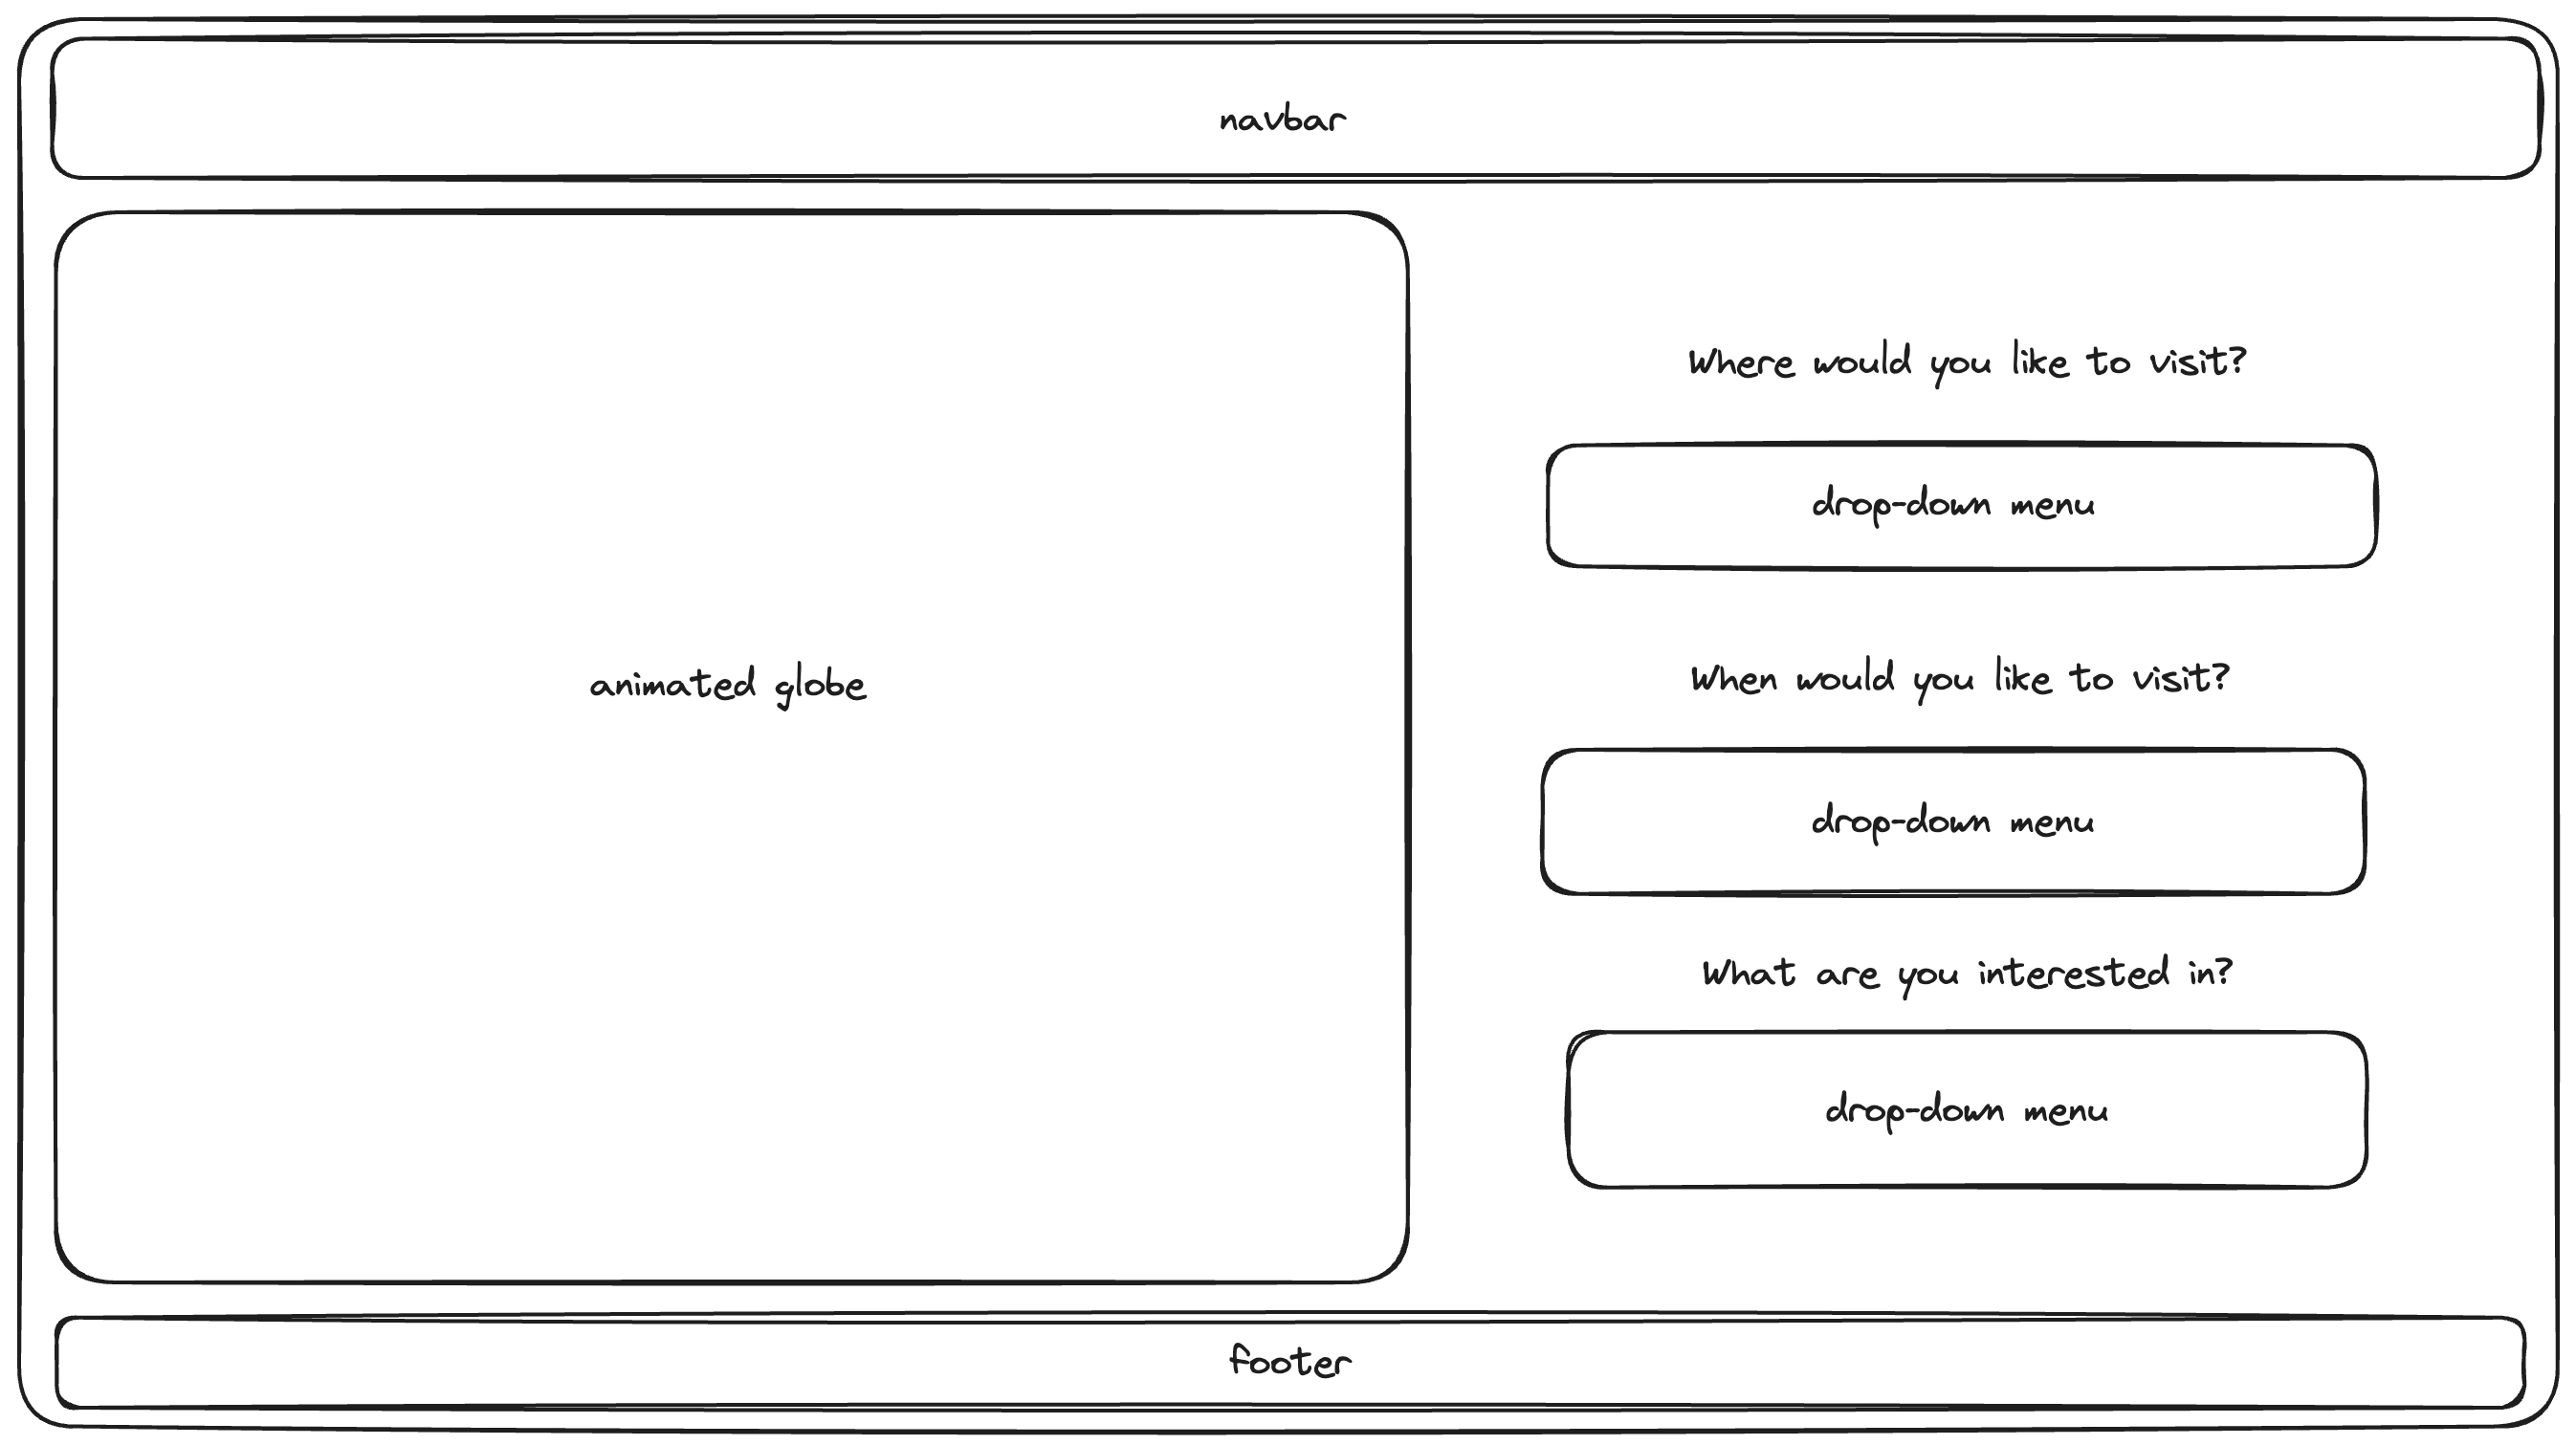 navbar
animated globe
Where would you like to visit?
drop-down menu
When would you like to visit?
drop-down menu
What are you interested in?
drop-down menu
footer